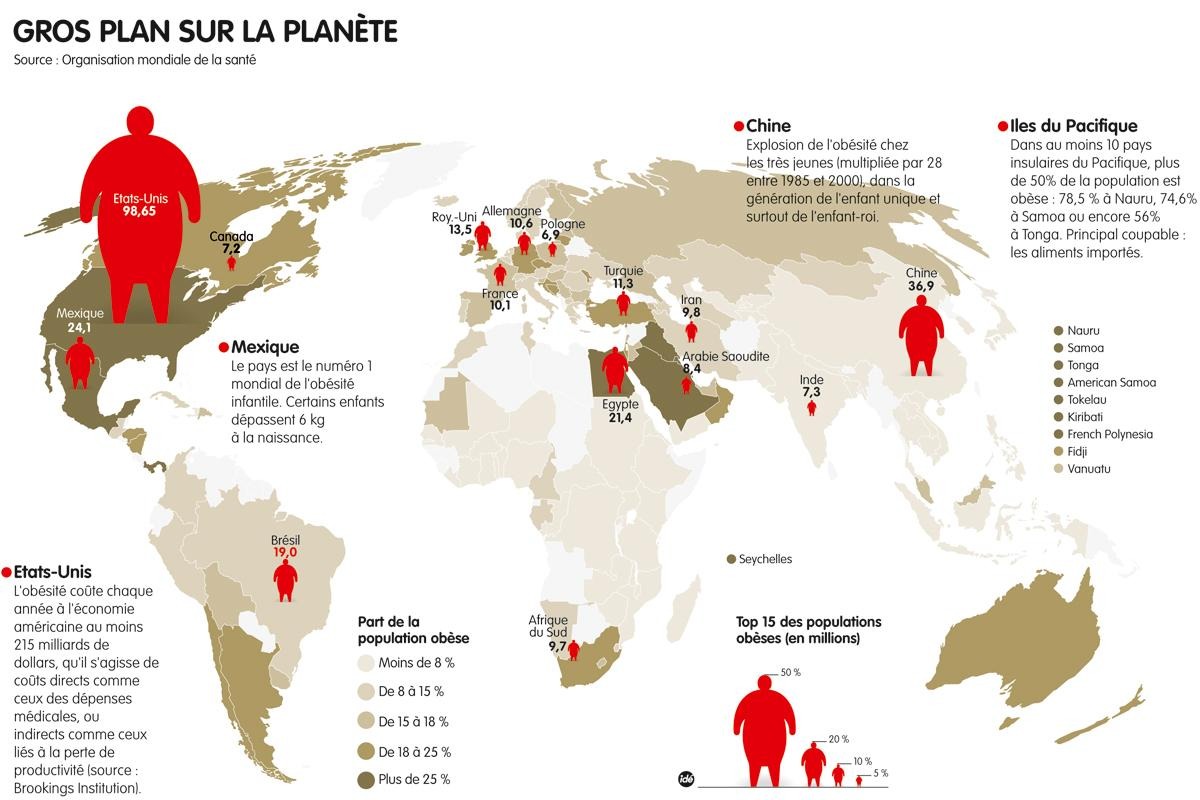 GROS PLAN SUR LA PLANÈTE
Source : Organisation mondiale de la santé
Etats-Unis
98,65
Canada
7,2
Mexique
24,1
Roy.-Uni
13,5
Allemagne
10,6
Pologne
6,9
France
10,1
Turquie
11,3
Iran
9,8
Arabie Saoudite
8,4
Egypte
21,4
Inde
7,3
Chine
36,9
Brésil
19,0
Afrique
du Sud
9,7
Seychelles
Chine
Explosion de l'obésité chez
les très jeunes (multipliée par 28
entre 1985 et 2000), dans la
génération de l'enfant unique et
surtout de l'enfant-roi.
Iles du Pacifique
Dans au moins 10 pays
insulaires du Pacifique, plus
de 50% de la population est
obèse : 78,5 % à Nauru, 74,6%
à Samoa ou encore 56%
à Tonga. Principal coupable :
les aliments importés.
Nauru
Samoa
Tonga
American Samoa
Tokelau
Kiribati
French Polynesia
Fidji
Vanuatu
Mexique
Le pays est le numéro 1
mondial de l'obésité
infantile. Certains enfants
dépassent 6 kg
à la naissance.
Etats-Unis
L'obésité coûte chaque
année à l'économie
américaine au moins
215 milliards de
dollars, qu'il s'agisse de
coûts directs comme
ceux des dépenses
médicales, ou
indirects comme ceux
liés à la perte de
productivité (source :
Brookings Institution).
Part de la
population obèse
Moins de 8 %
De 8 à 15 %
De 15 à 18 %
De 18 à 25 %
Plus de 25 %
Top 15 des populations
obèses (en millions)
50 %
20 %
10 %
5 %
idé